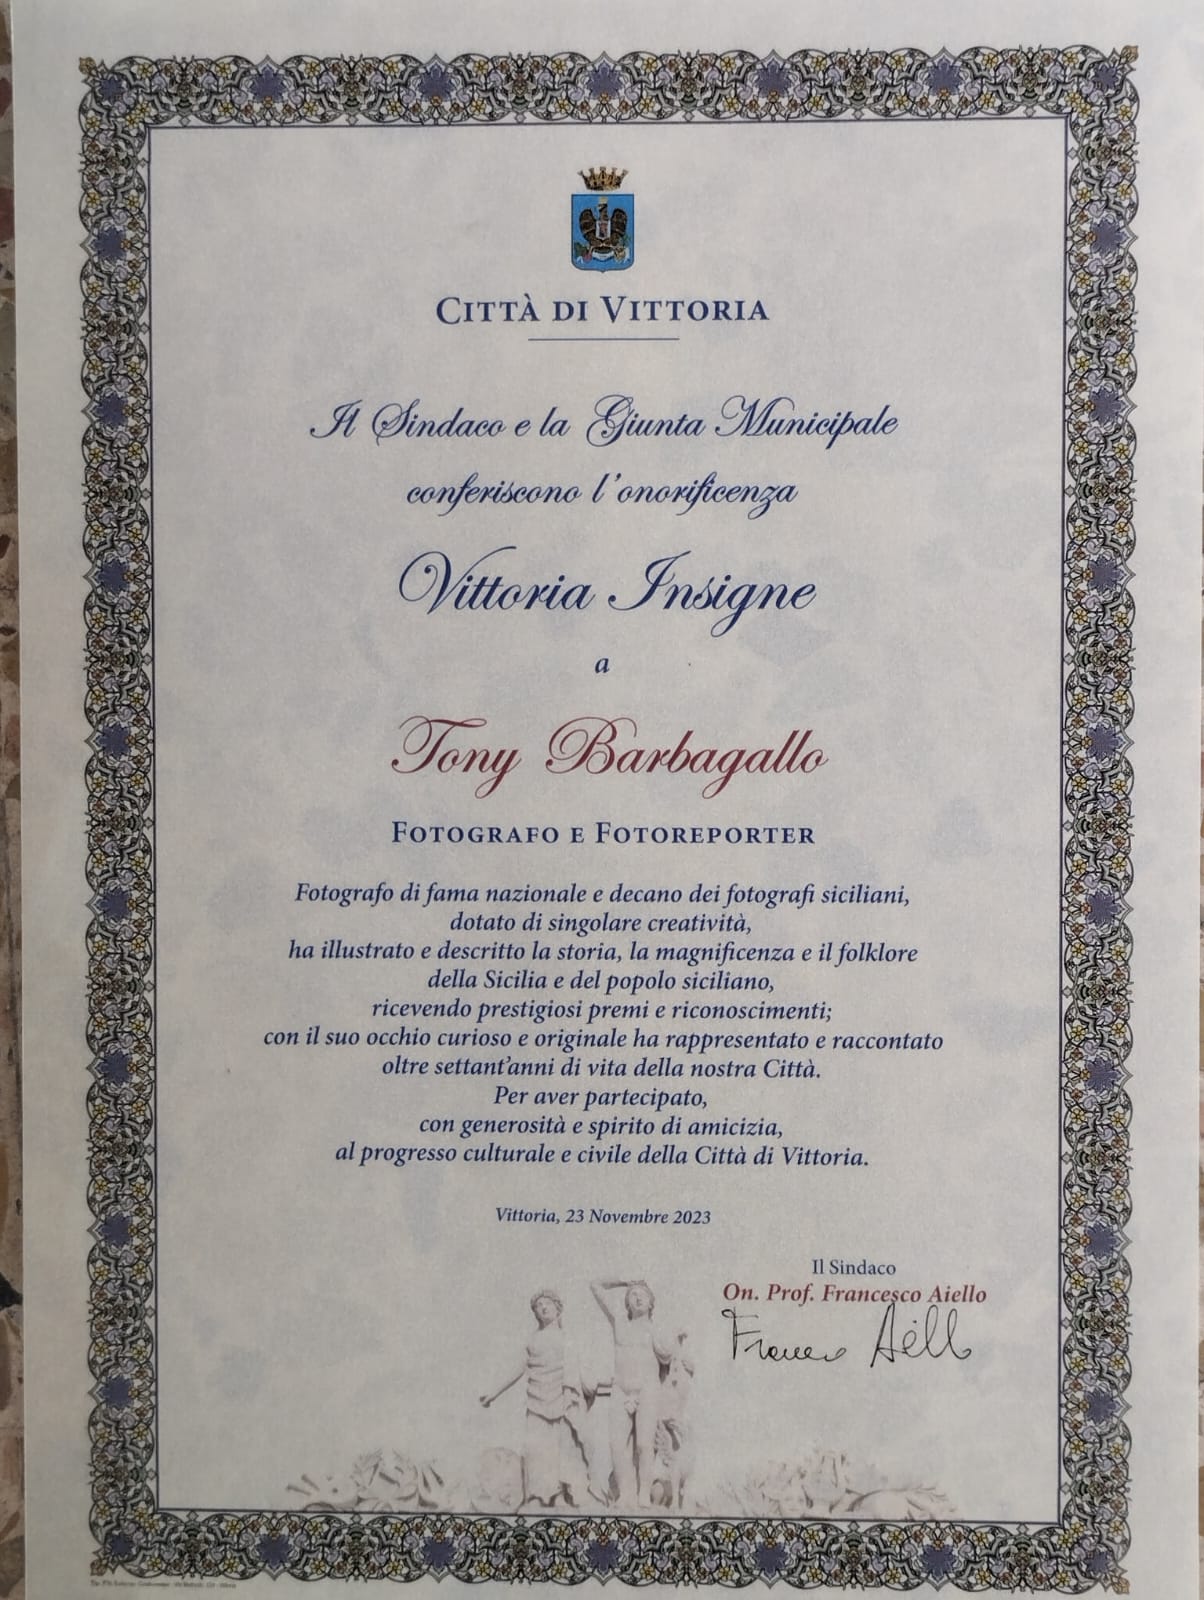 CITTÀ DI VITTORIA
Il Sindaco e la Giunta Municipale
conferiscono l'onorificenza
Vittoria Insigne
a
Tony Barbagallo
FOTOGRAFO E FOTOREPORTER
Fotografo di fama nazionale e decano dei fotografi siciliani,
dotato di singolare creatività,
ha illustrato e descritto la storia, la magnificenza e il folklore
della Sicilia e del popolo siciliano,
ricevendo prestigiosi premi e riconoscimenti;
con il suo occhio curioso e originale ha rappresentato e raccontato
oltre settant'anni di vita della nostra Città.
Per aver partecipato,
con generosità e spirito di amicizia,
al progresso culturale e civile della Città di Vittoria.
Vittoria, 23 Novembre 2023
Il Sindaco
On. Prof. Francesco Aiello